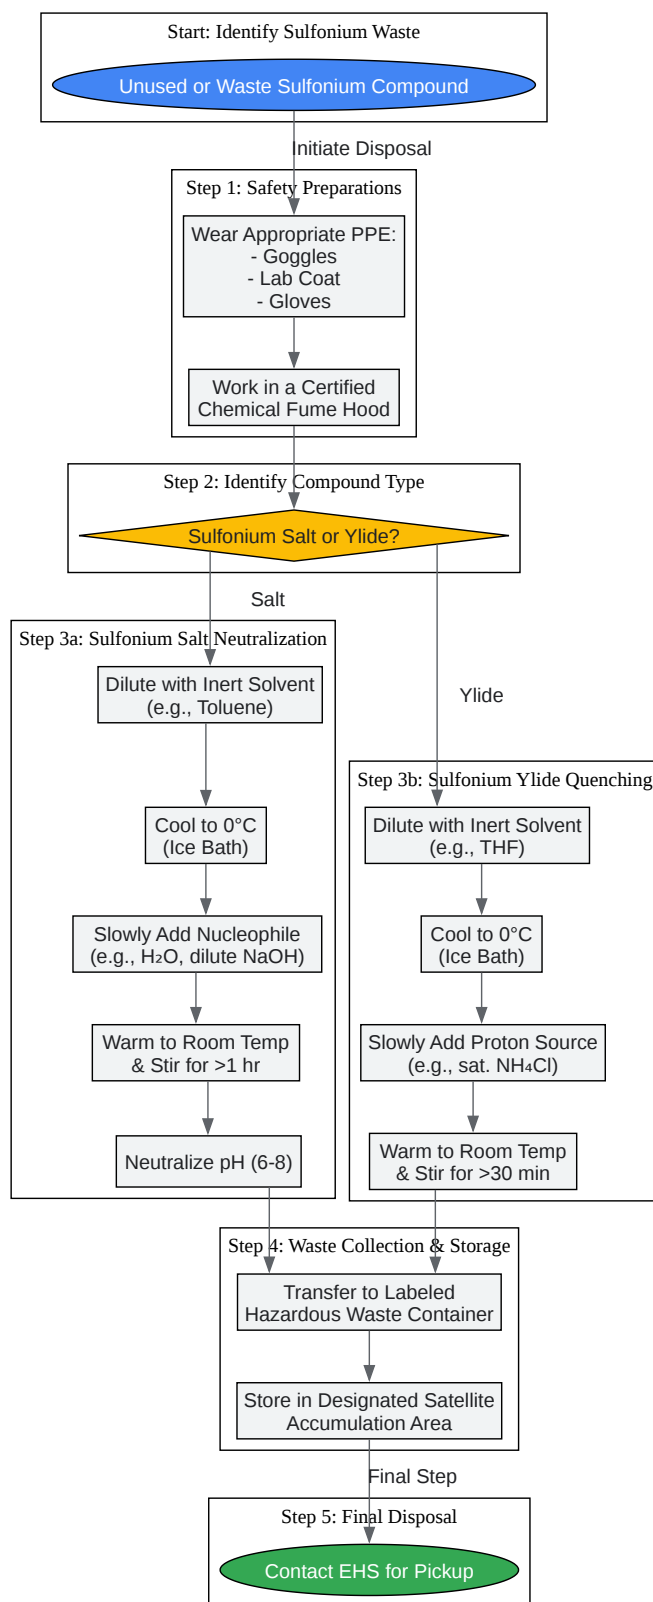 Start: Identify Sulfonium Waste
Unused or Waste Sulfonium Compound
Initiate Disposal
Step 1: Safety Preparations
Wear Appropriate PPE:
- Goggles
- Lab Coat
- Gloves
Work in a Certified
Chemical Fume Hood
Step 2: Identify Compound Type
Sulfonium Salt or Ylide?
Salt
Step 3a: Sulfonium Salt Neutralization
Dilute with Inert Solvent
(e.g., Toluene)
Cool to 0°C
(Ice Bath)
Slowly Add Nucleophile
(e.g., H₂O, dilute NaOH)
Warm to Room Temp
& Stir for >1 hr
Neutralize pH (6-8)
Ylide
Step 3b: Sulfonium Ylide Quenching
Dilute with Inert Solvent
(e.g., THF)
Cool to 0°C
(Ice Bath)
Slowly Add Proton Source
(e.g., sat. NH₄Cl)
Warm to Room Temp
& Stir for >30 min
Step 4: Waste Collection & Storage
Transfer to Labeled
Hazardous Waste Container
Store in Designated Satellite
Accumulation Area
Final Step
Step 5: Final Disposal
Contact EHS for Pickup